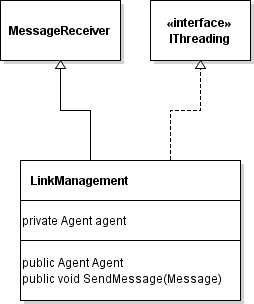 MessageReceiver
«interface»
IThreading
LinkManagement
private Agent agent
public Agent Agent
public void SendMessage(Message)